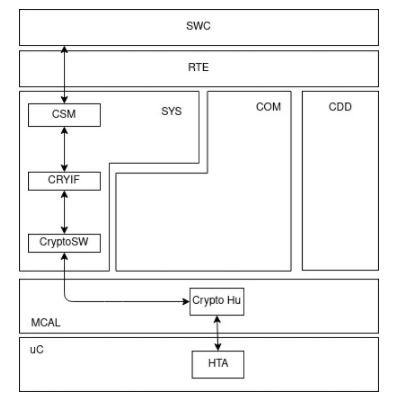 SWC
RTE
CSM
SYS
COM
CDD
CRYIF
CryptoSW
Crypto Hu
MCAL
uC
HTA